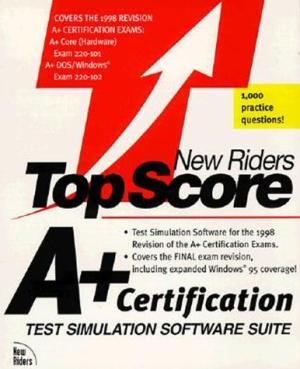 COVERS THE 1998 REVISION
A+ CERTIFICATION EXAMS:
A+ Core (Hardware)
Exam 220-101
A+ DOS/Windows®
Exam 220-102
1,000
practice
questions!
New Riders
TopScore
• Test Simulation Software for the 1998
Revision of the A+ Certification Exams.
• Covers the FINAL exam revision,
including expanded Windows® 95 coverage!
A+ Certification
TEST SIMULATION SOFTWARE SUITE
New
Riders